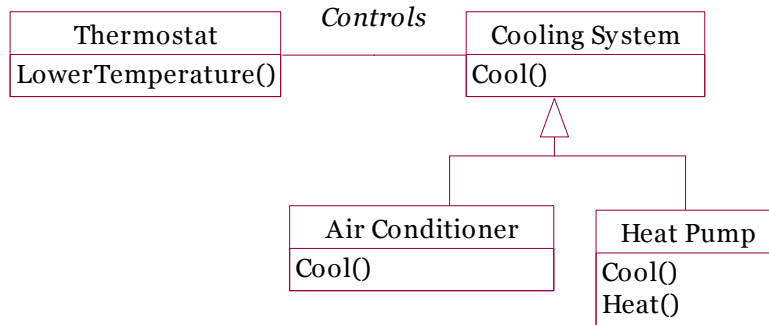 Controls
Thermostat
LowerTemperature()
Cooling System
Cool()
Air Conditioner
Cool()
Heat Pump
Cool()
Heat()